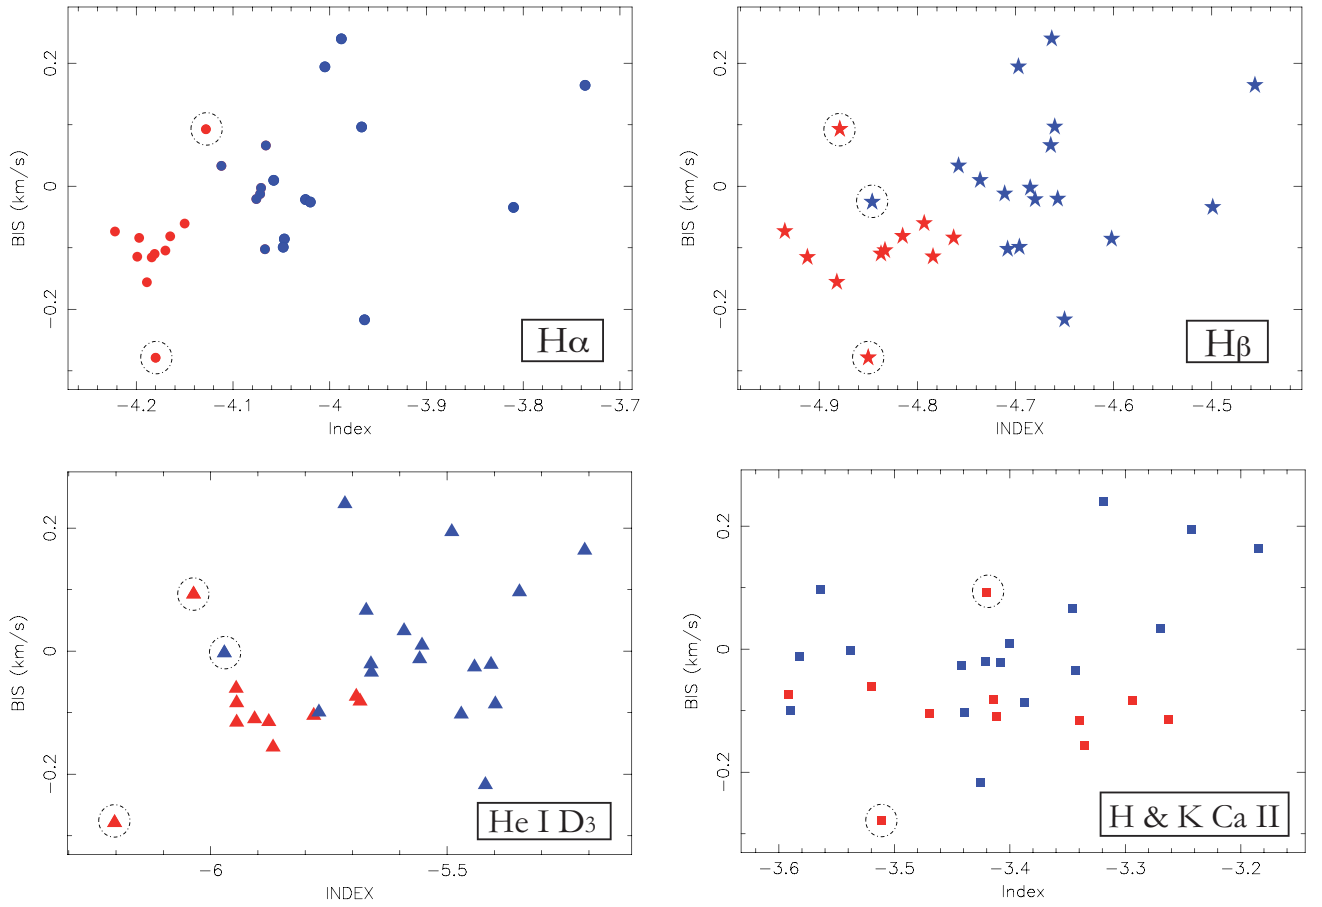 0.2
0
−0.2
BIS (km/s)
Hα
−4.2 −4.1 −4 −3.9 −3.8 −3.7
Index
0.2
0
−0.2
BIS (km/s)
Hβ
−4.9 −4.8 −4.7 −4.6 −4.5
INDEX
0.2
0
−0.2
BIS (km/s)
He I D3
−6 −5.5
INDEX
0.2
0
−0.2
BIS (km/s)
H & K Ca II
−3.6 −3.5 −3.4 −3.3 −3.2
Index